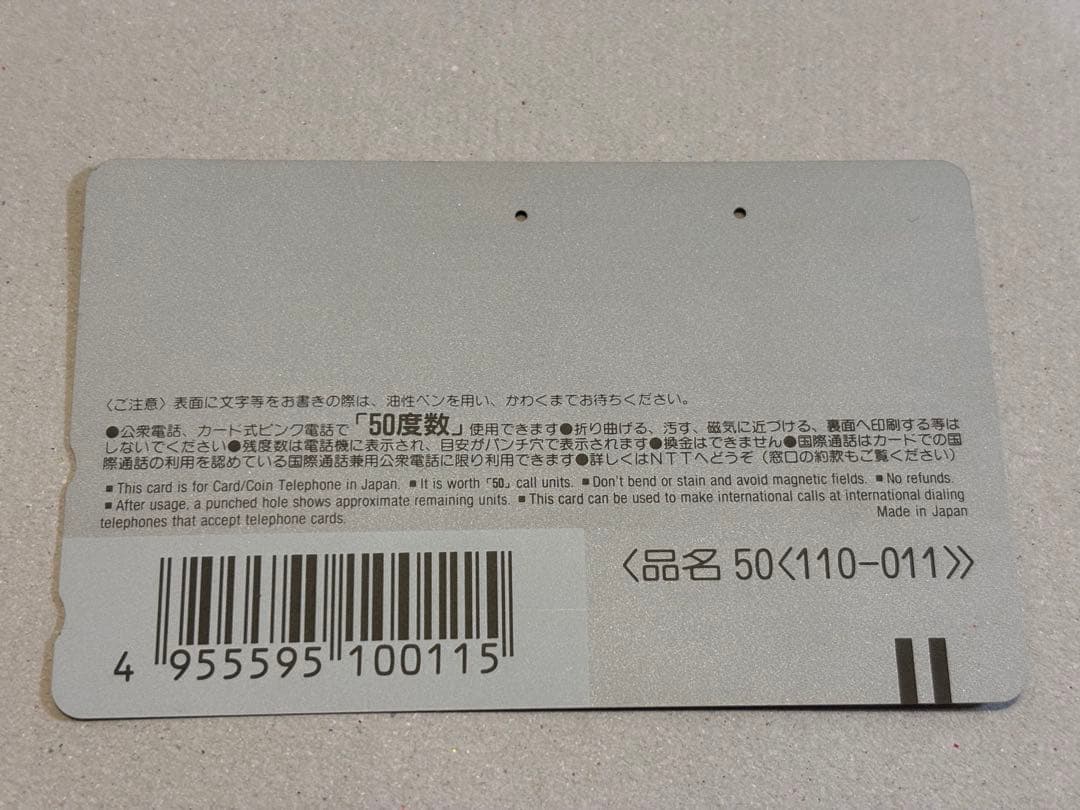 〈ご注意〉表面に文字等をお書きの際は、油性ペンを用い、かわくまでお待ちください。
●公衆電話、カード式ピンク電話で「50度数」使用できます●折り曲げる、汚す、磁気に近づける、裏面へ印刷する等は
しないでください●残度数は電話機に表示され、目安がパンチ穴で表示されます●換金はできません●国際通話はカードでの国
際通話の利用を認めている国際通話兼用公衆電話に限り利用できます●詳しくはNTTへどうぞ（窓口の約款もご覧ください）
■ This card is for Card/Coin Telephone in Japan. ■ It is worth「50」call units. ■ Don't bend or stain and avoid magnetic fields. ■ No refunds.
■ After usage, a punched hole shows approximate remaining units. ■ This card can be used to make international calls at international dialing
telephones that accept telephone cards.
Made in Japan
〈品名 50〈110-011〉〉
4 955595 100115